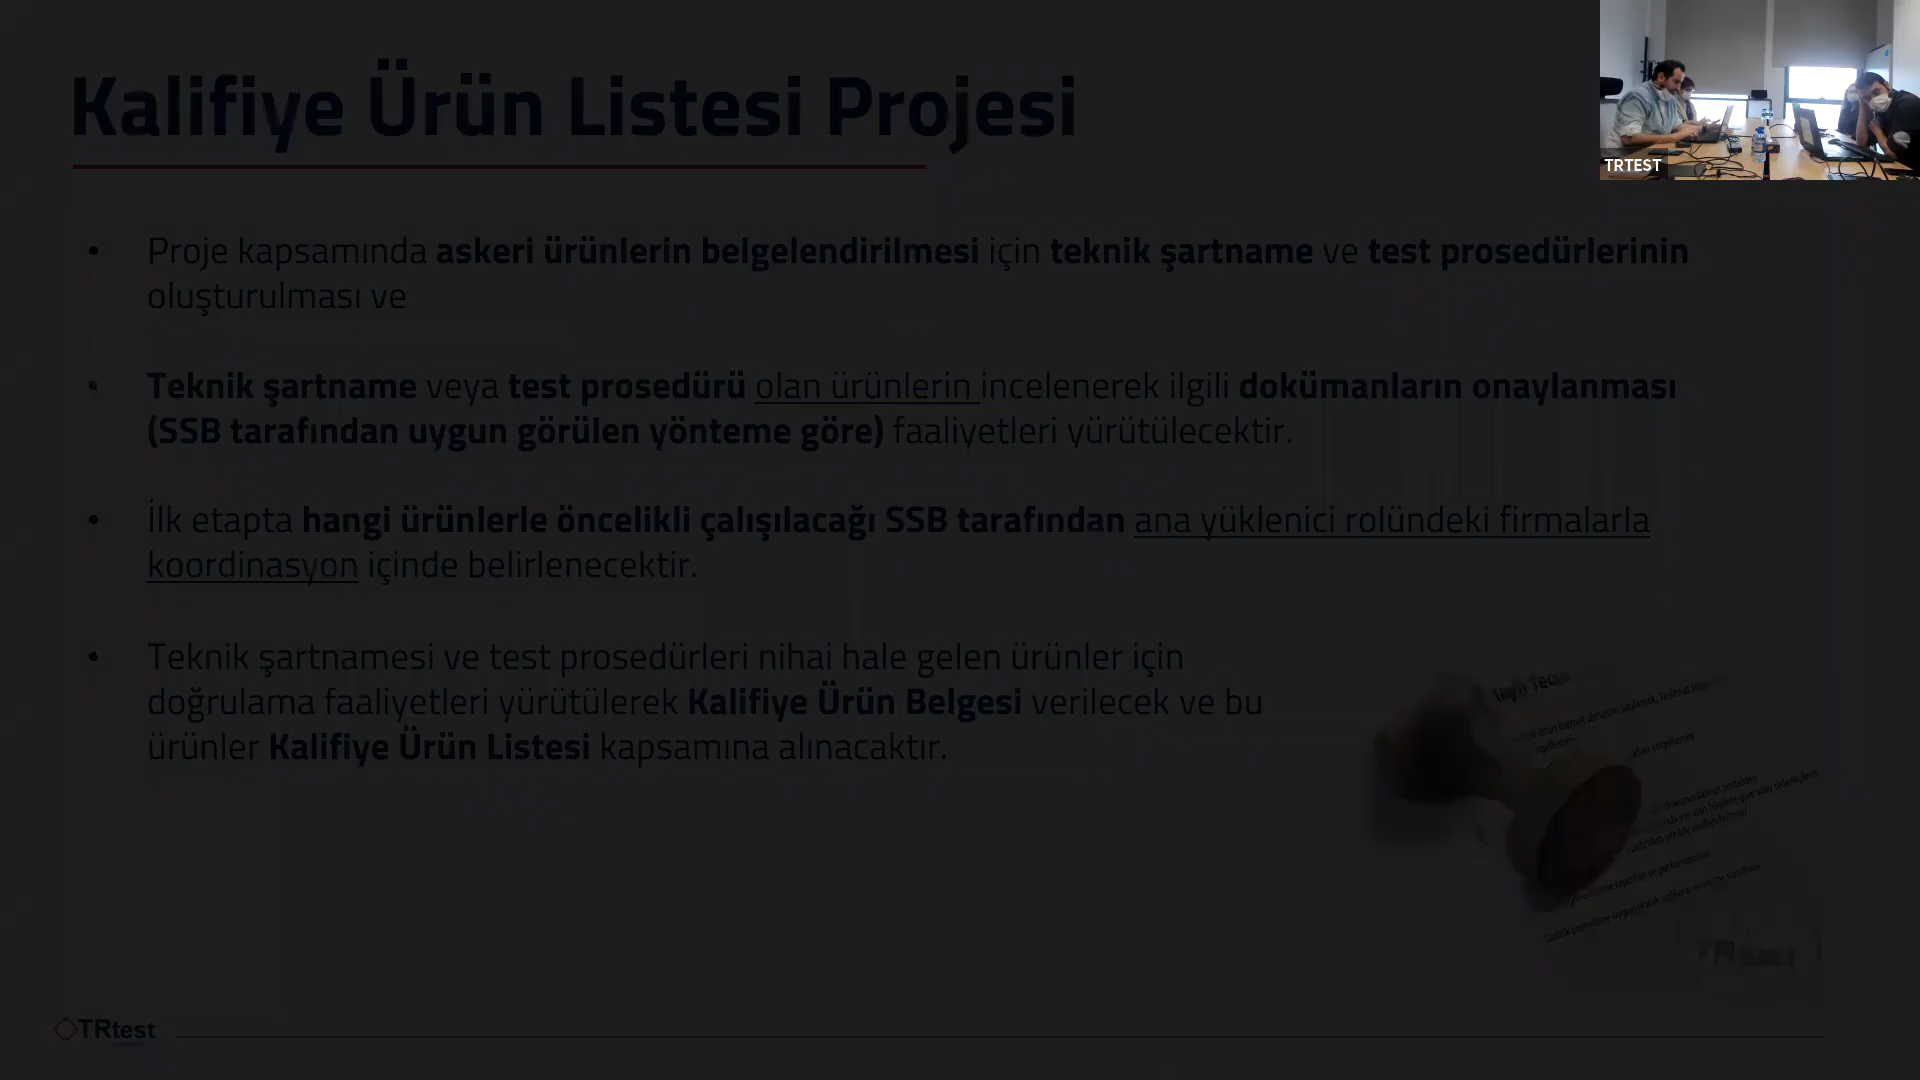 Kalifiye Ürün Listesi Projesi
TRTEST
• Proje kapsamında askeri ürünlerin belgelendirilmesi için teknik şartname ve test prosedürlerinin
oluşturulması ve
• Teknik şartname veya test prosedürü olan ürünlerin incelenerek ilgili dokümanların onaylanması
(SSB tarafından uygun görülen yönteme göre) faaliyetleri yürütülecektir.
• İlk etapta hangi ürünlerle öncelikli çalışılacağı SSB tarafından ana yüklenici rolündeki firmalarla
koordinasyon içinde belirlenecektir.
• Teknik şartnamesi ve test prosedürleri nihai hale gelen ürünler için
doğrulama faaliyetleri yürütülerek Kalifiye Ürün Belgesi verilecek ve bu
ürünler Kalifiye Ürün Listesi kapsamına alınacaktır.
TRtest